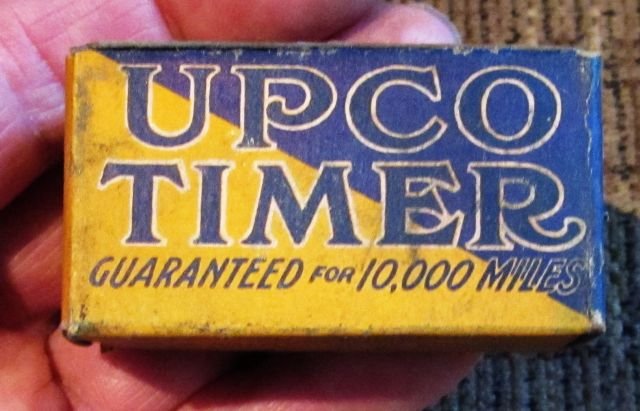 UPCO
TIMER
GUARANTEED FOR 10,000 MILES